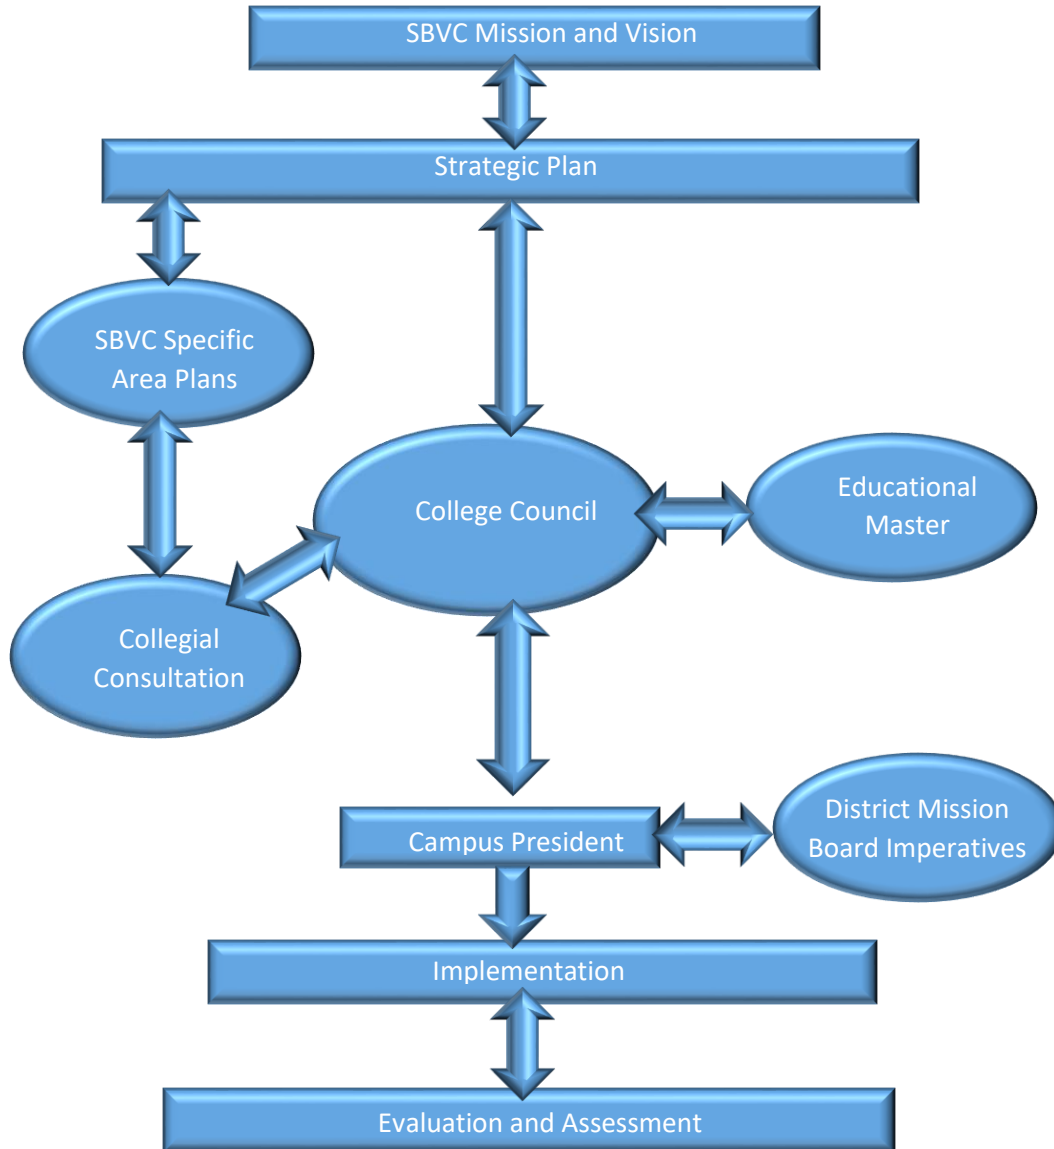 SBVC Mission and Vision
Strategic Plan
SBVC Specific
Area Plans
College Council
Educational
Master
Collegial
Consultation
District Mission
Board Imperatives
Campus President
Implementation
Evaluation and Assessment